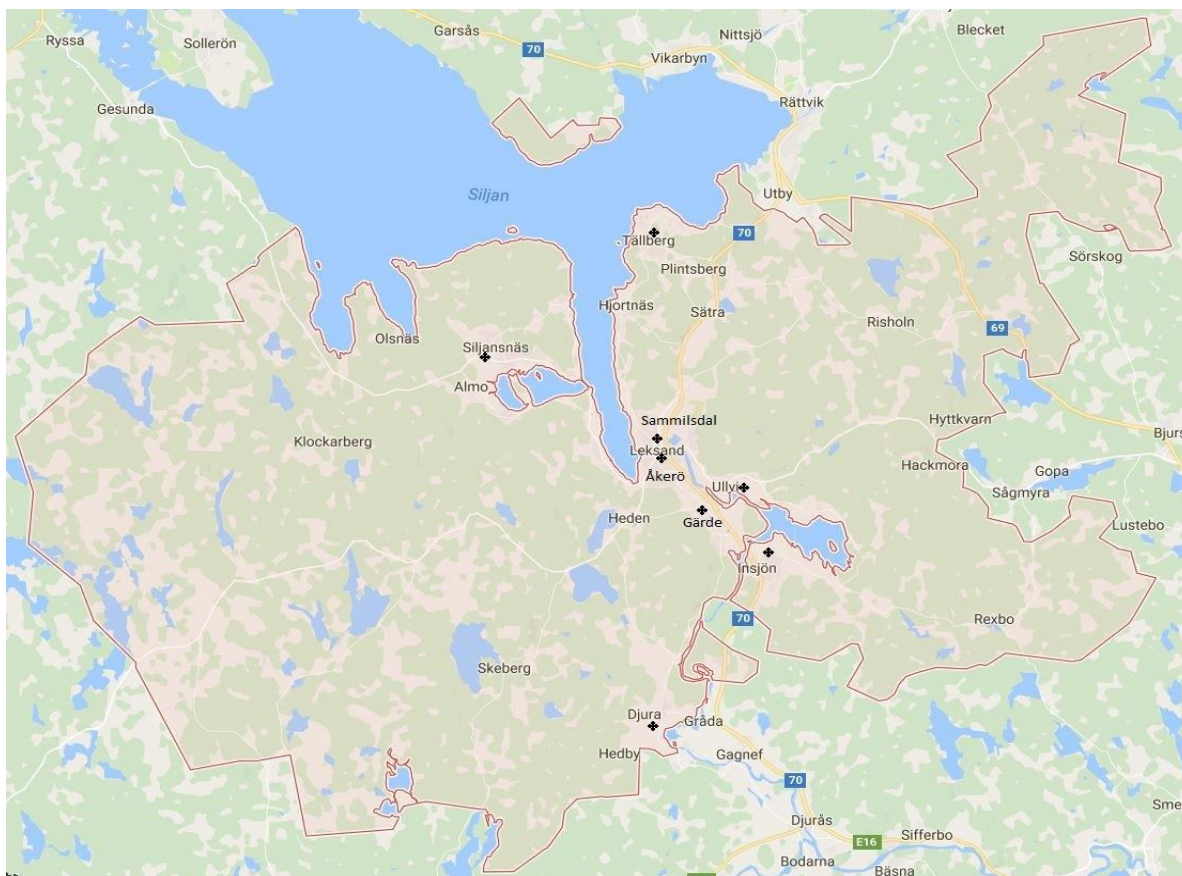 Blecket
Garsås
Nittsjö
Ryssa
Sollerön
70
Vikarbyn
Rättvik
Gesunda
Siljan
Utby
70
Tällberg
Sörskog
Plintsberg
Hjortnäs
Sätra
Risholn
69
Olsnäs
Siljansnäs
Almo
Sammilsdal
Hyttkvarn
Klockarberg
Leksand
Bjurs
Hackmora
Gopa
Åkerö
Ullvi
Sågmyra
Heden
Gärde
Lustebo
Insjön
70
Rexbo
Skeberg
Djura
Gråda
Hedby
Gagnef
70
Sme
Djurås
E16
Sifferbo
Bodarna
Bäsna